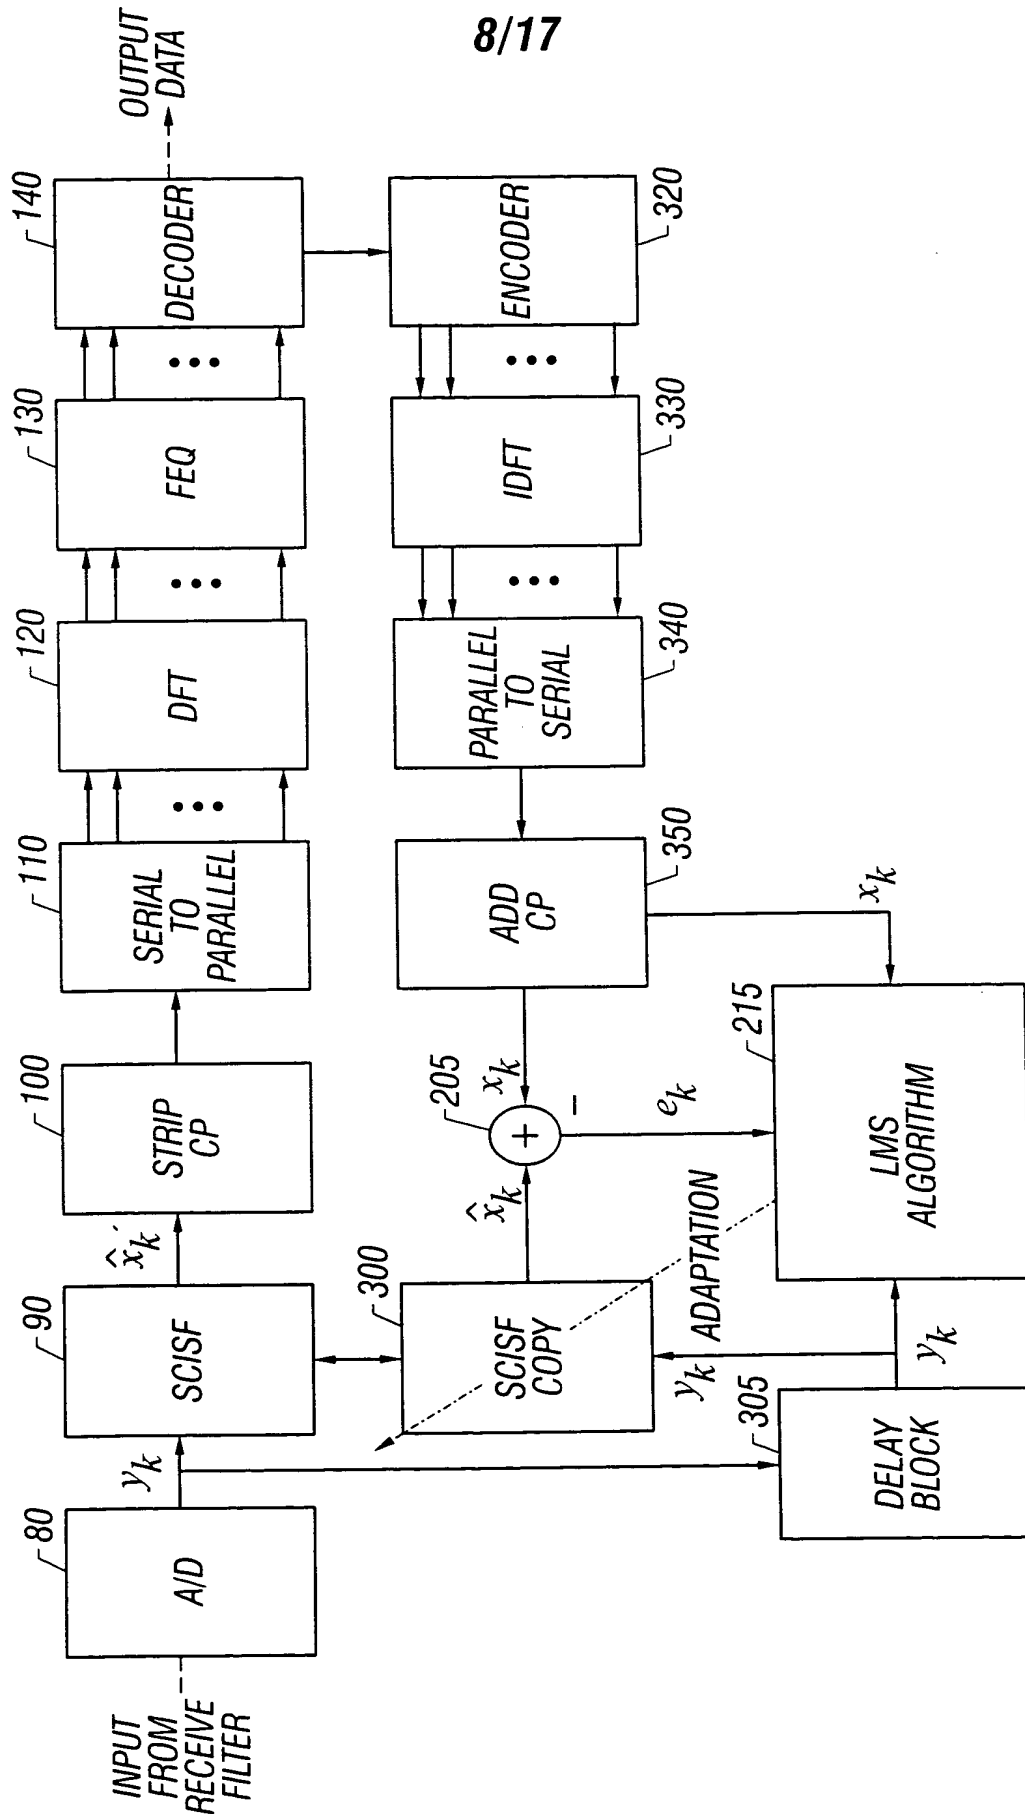 8/17
INPUT
FROM
RECEIVE
FILTER
80
A/D
y_k
90
SCISF
x̂_k′
100
STRIP
CP
110
SERIAL
TO
PARALLEL
•••
120
DFT
•••
130
FEQ
•••
140
DECODER
OUTPUT
DATA
320
ENCODER
•••
330
IDFT
•••
340
PARALLEL
TO
SERIAL
350
ADD
CP
x_k
x_k
205
+
−
e_k
x̂_k
300
SCISF
COPY
ADAPTATION
y_k
215
LMS
ALGORITHM
y_k
305
DELAY
BLOCK